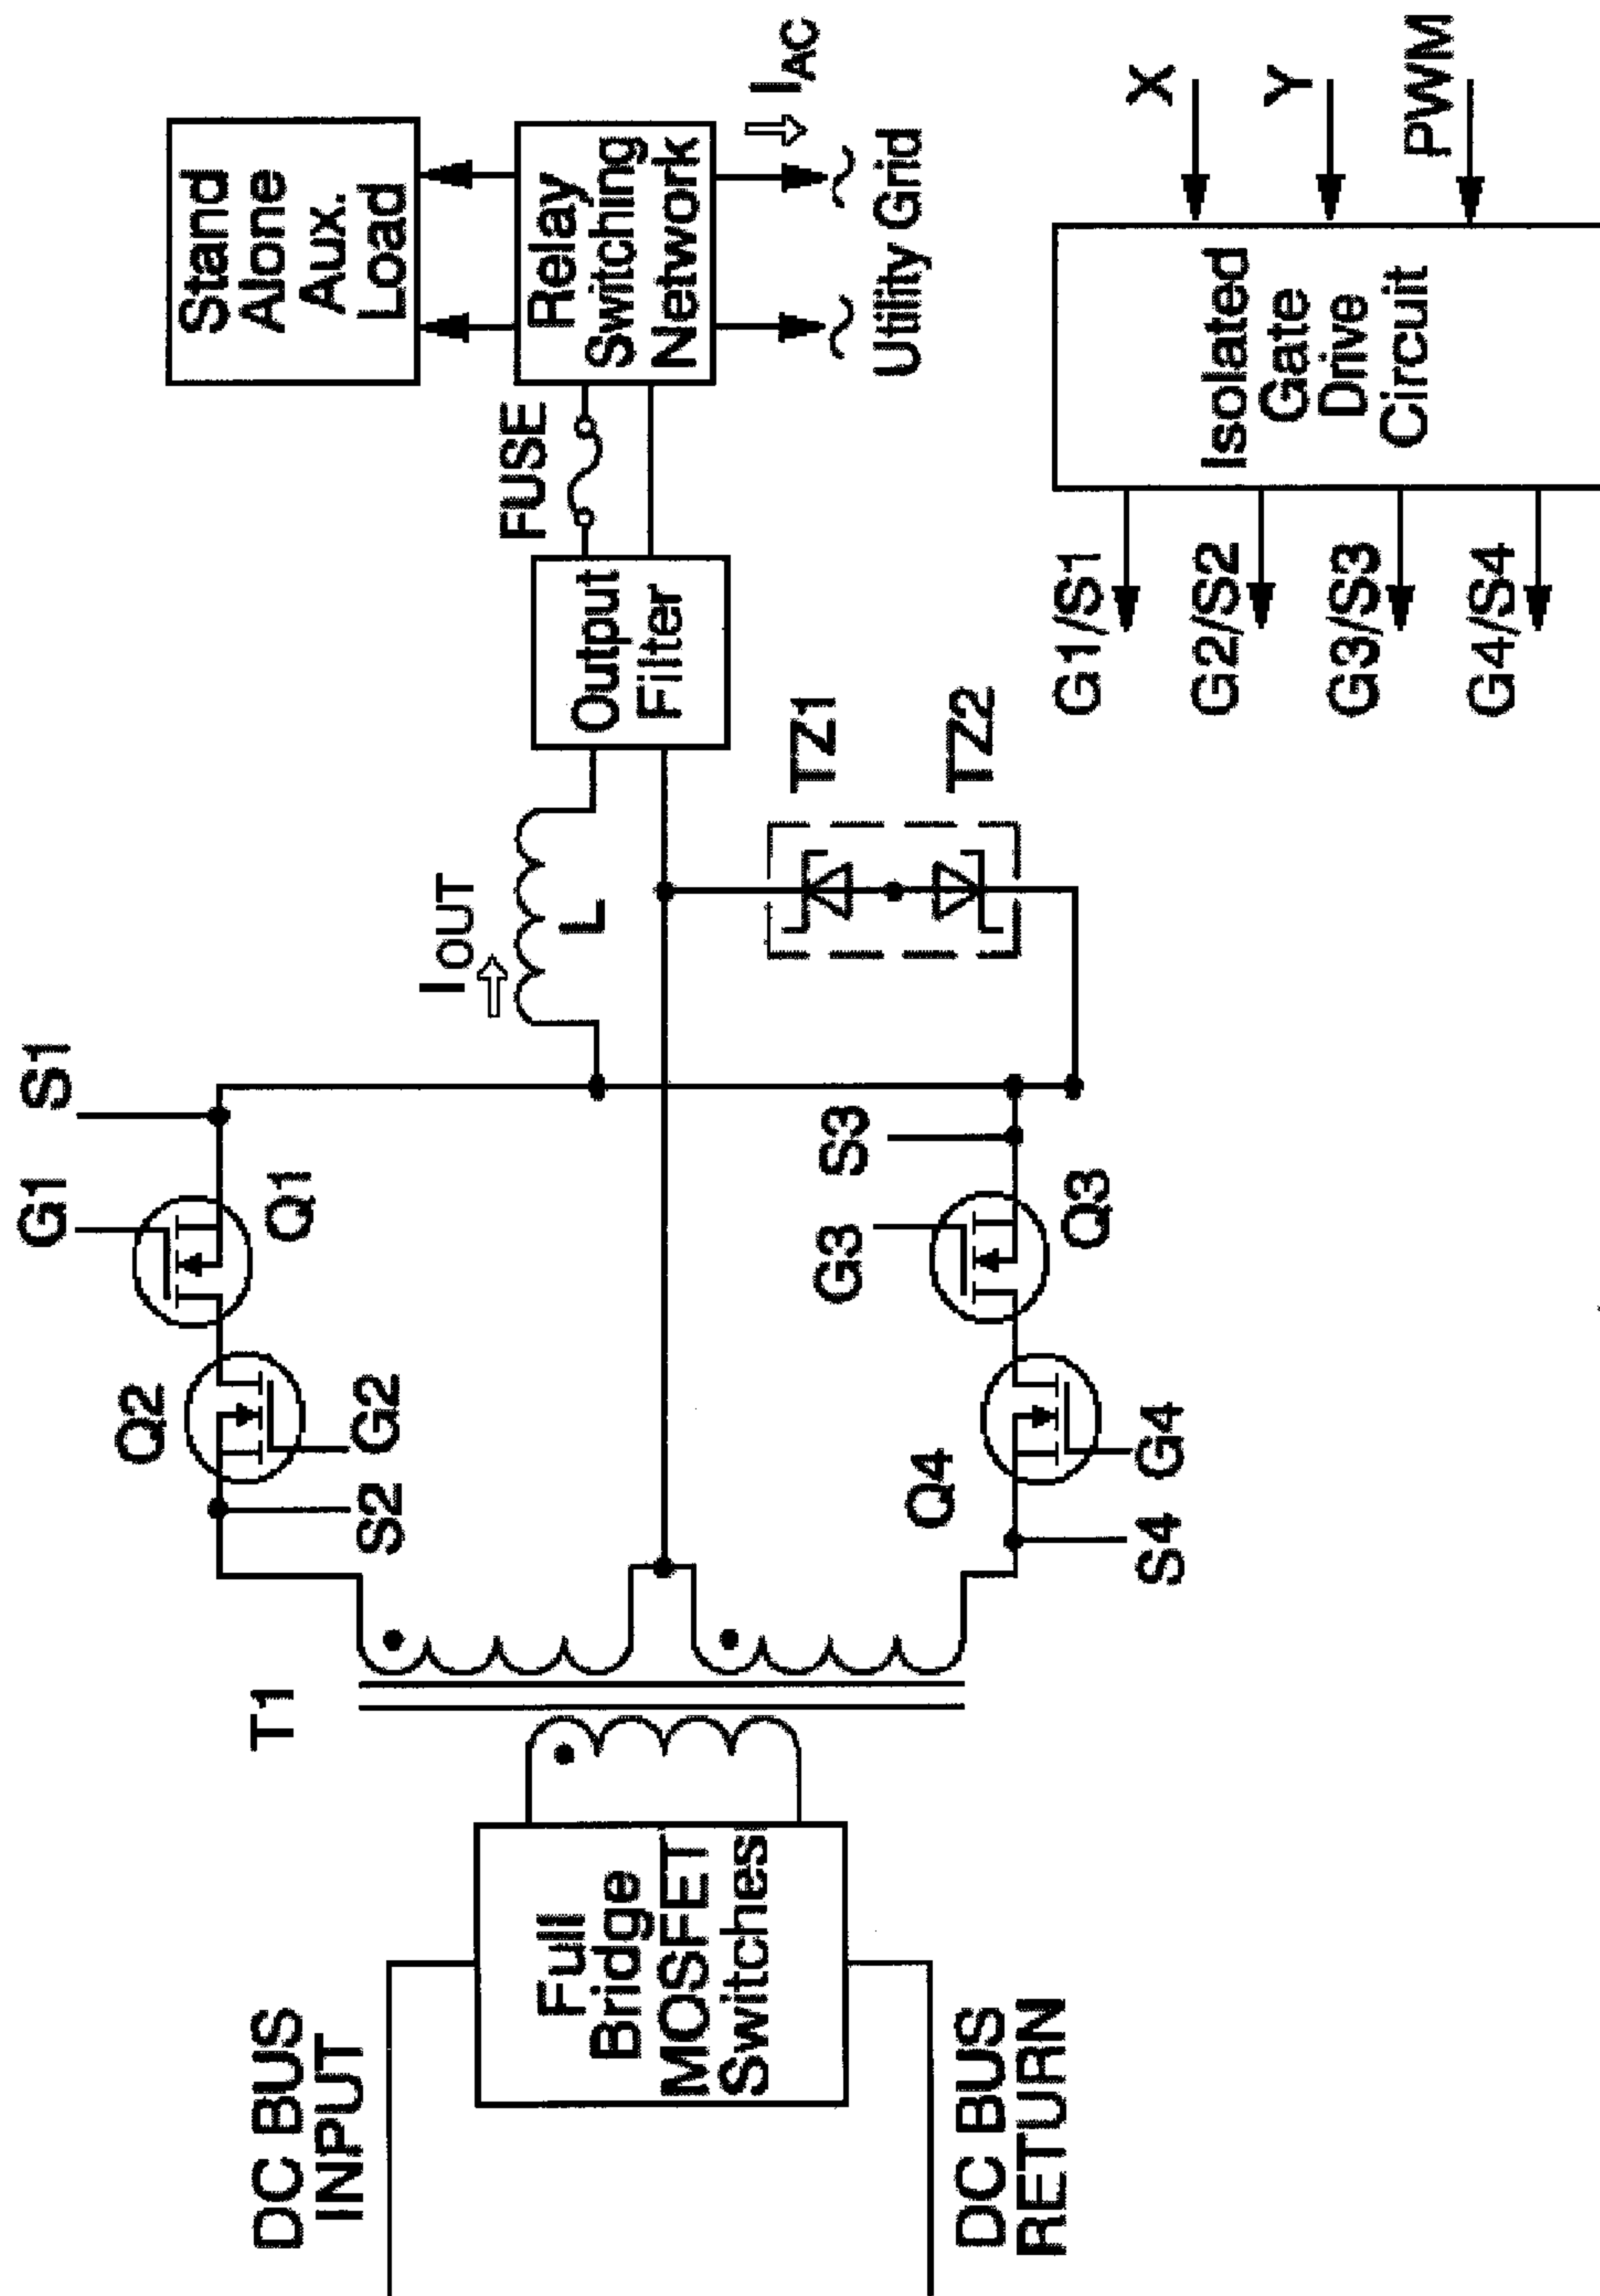 DC BUS
INPUT
DC BUS
RETURN
Full
Bridge
MOSFET
Switches
T1
S2
G2
Q2
Q1
G1
S1
S4
G4
Q4
Q3
G3
S3
IOUT
L
TZ1
TZ2
Output
Filter
FUSE
Relay
Switching
Network
Stand
Alone
Aux.
Load
IAC
Utility Grid
G1/S1
G2/S2
G3/S3
G4/S4
Isolated
Gate
Drive
Circuit
X
Y
PWM